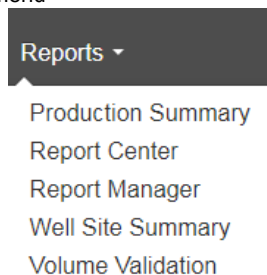 Reports
Production Summary
Report Center
Report Manager
Well Site Summary
Volume Validation